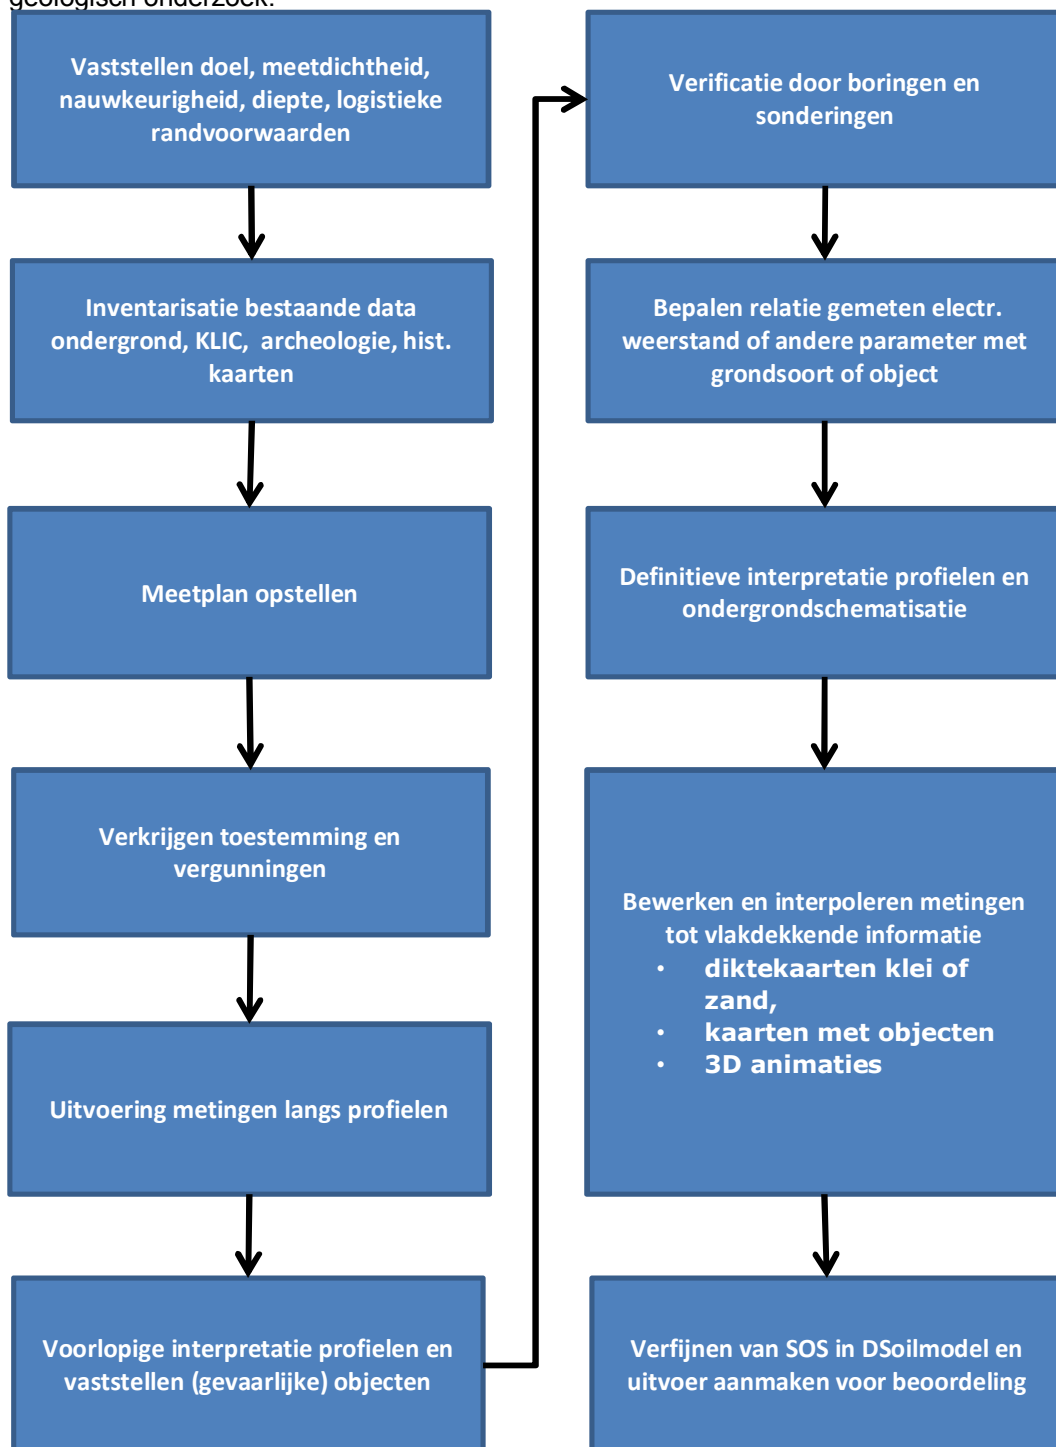 geologisch onderzoek.
Vaststellen doel, meetdichtheid,
nauwkeurigheid, diepte, logistieke
randvoorwaarden
Inventarisatie bestaande data
ondergrond, KLIC, archeologie, hist.
kaarten
Meetplan opstellen
Verkrijgen toestemming en
vergunningen
Uitvoering metingen langs profielen
Voorlopige interpretatie profielen en
vaststellen (gevaarlijke) objecten
Verificatie door boringen en
sonderingen
Bepalen relatie gemeten electr.
weerstand of andere parameter met
grondsoort of object
Definitieve interpretatie profielen en
ondergrondschematisatie
Bewerken en interpoleren metingen
tot vlakdekkende informatie
• diktekaarten klei of
zand,
• kaarten met objecten
• 3D animaties
Verfijnen van SOS in DSoilmodel en
uitvoer aanmaken voor beoordeling